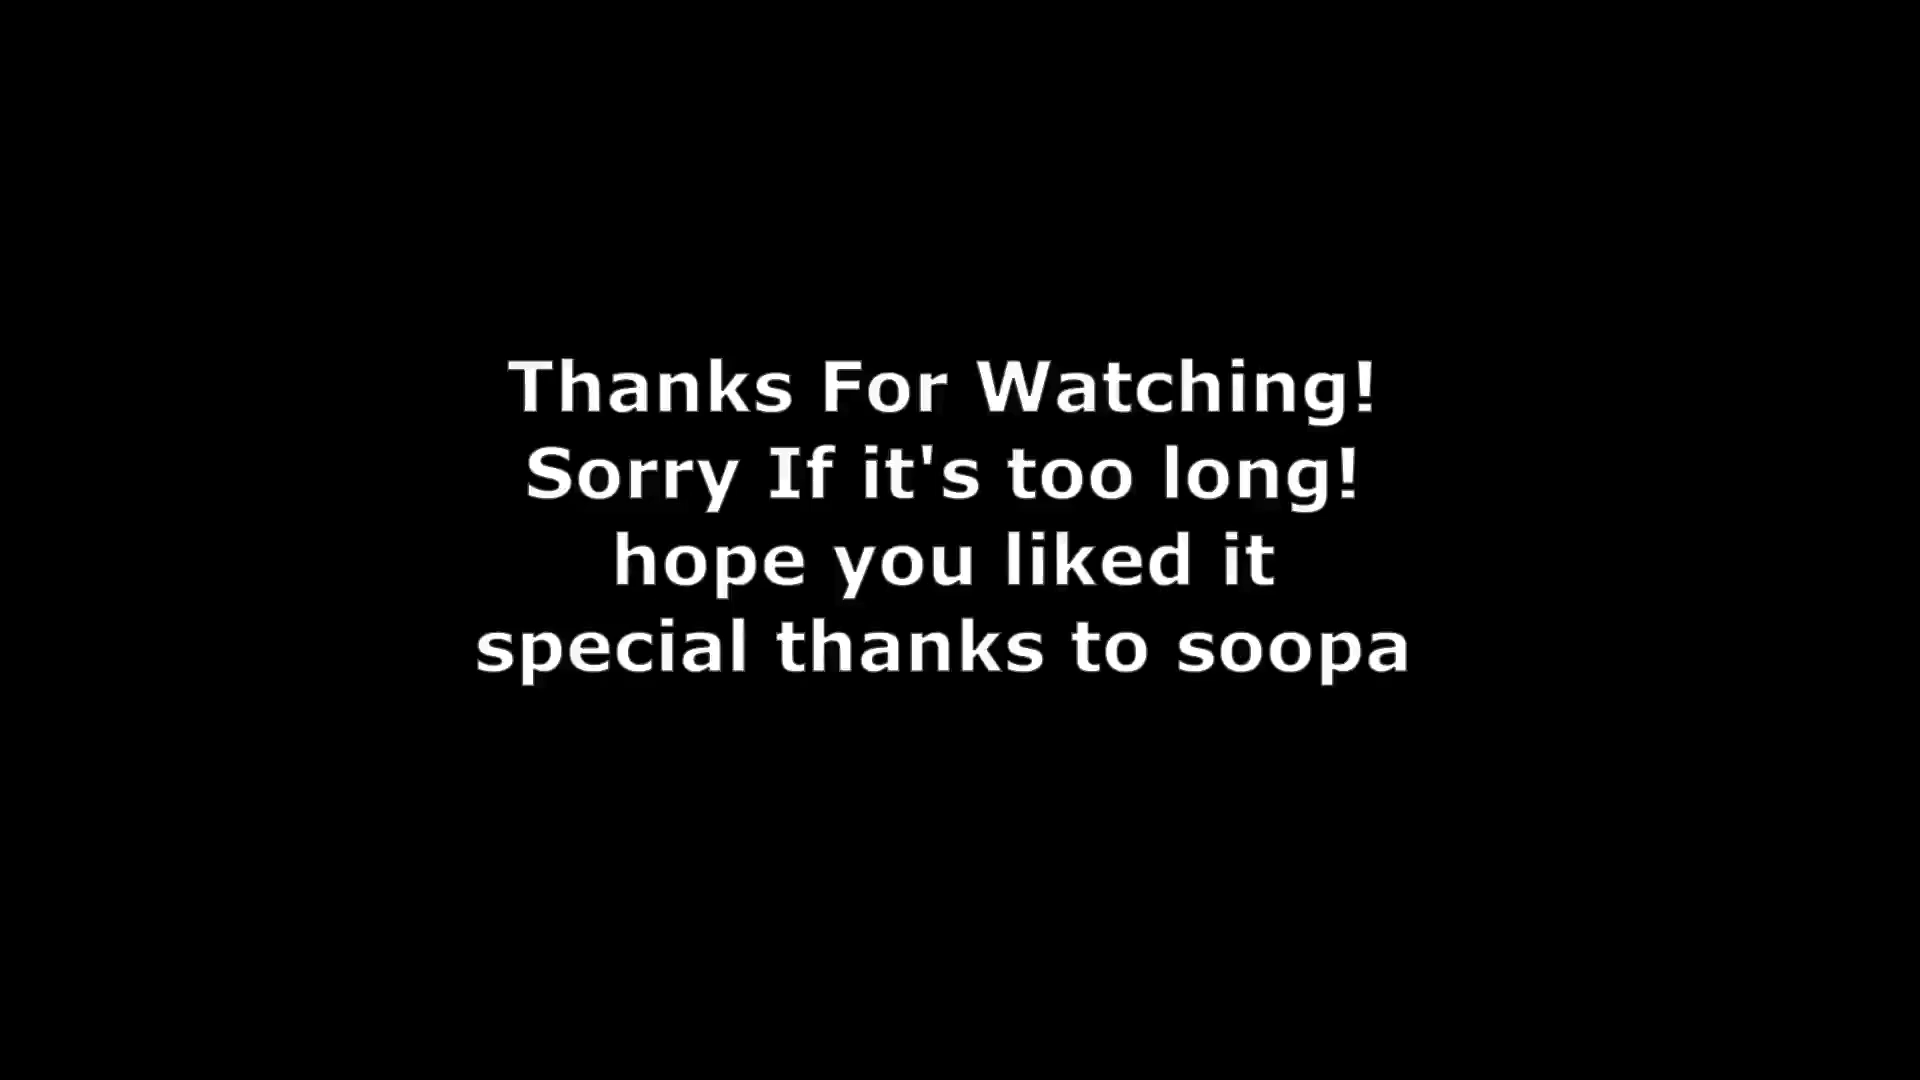 Thanks For Watching!
Sorry If it's too long!
hope you liked it
special thanks to soopa